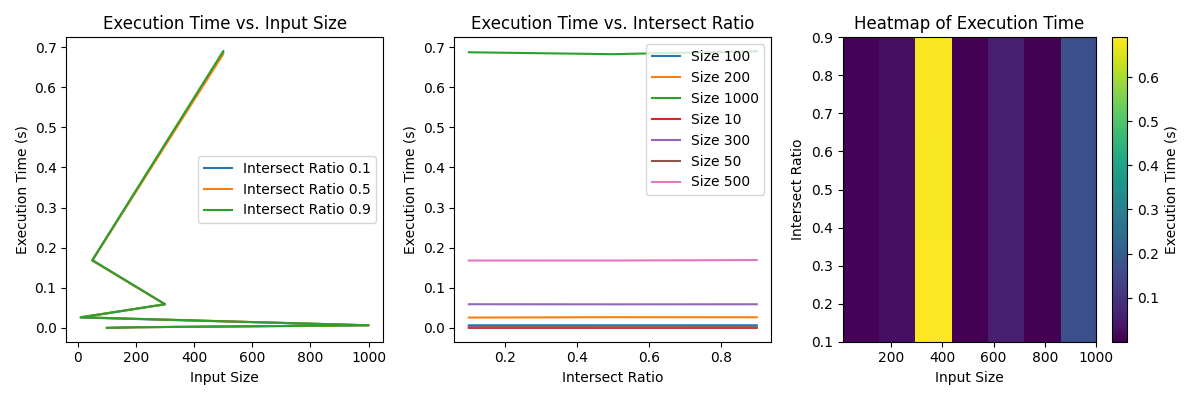 Execution Time vs. Input Size
Execution Time (s)
0.7
0.6
0.5
0.4
0.3
0.2
0.1
0.0
Intersect Ratio 0.1
Intersect Ratio 0.5
Intersect Ratio 0.9
0 200 400 600 800 1000
Input Size
Execution Time vs. Intersect Ratio
Execution Time (s)
0.7
0.6
0.5
0.4
0.3
0.2
0.1
0.0
Size 100
Size 200
Size 1000
Size 10
Size 300
Size 50
Size 500
0.2 0.4 0.6 0.8
Intersect Ratio
Heatmap of Execution Time
Intersect Ratio
0.9
0.8
0.7
0.6
0.5
0.4
0.3
0.2
0.1
200 400 600 800 1000
Input Size
0.6
0.5
0.4
0.3
0.2
0.1
Execution Time (s)